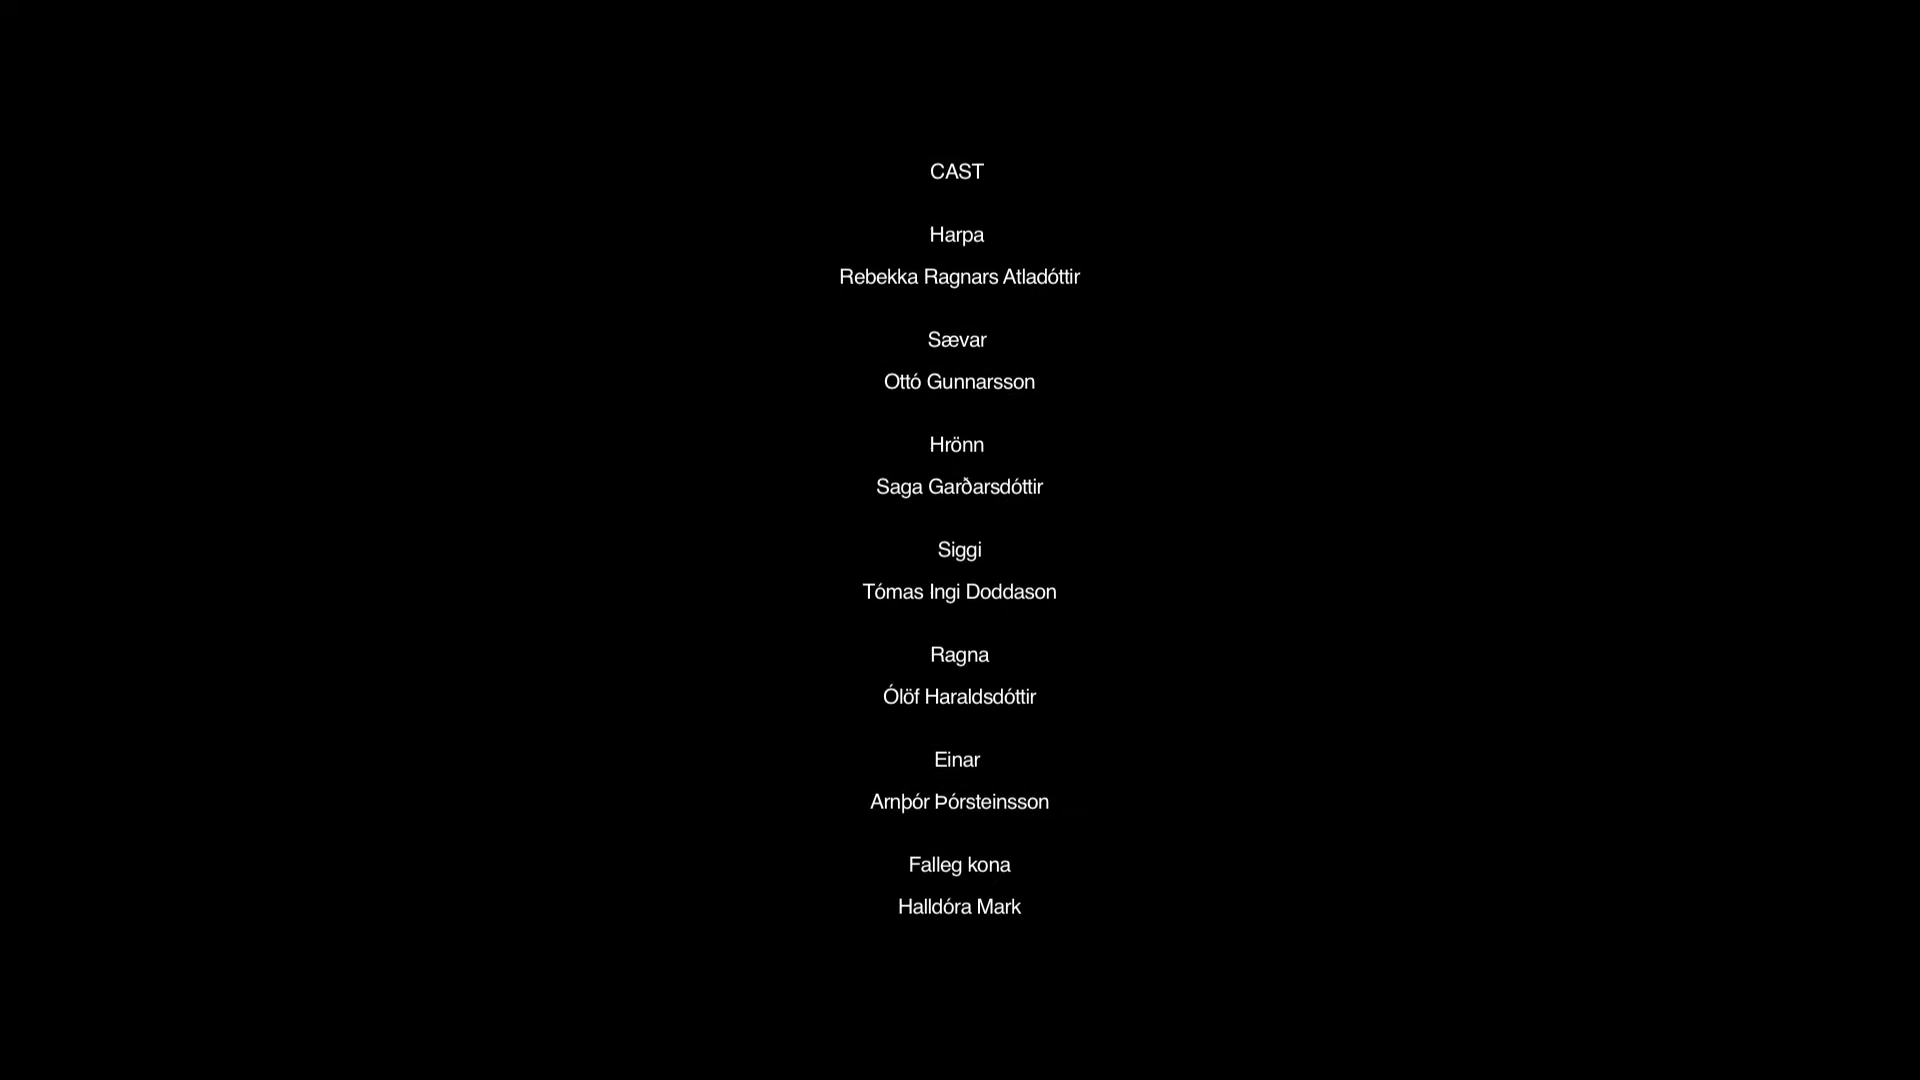 CAST
Harpa
Rebekka Ragnars Atladóttir
Sævar
Ottó Gunnarsson
Hrönn
Saga Garðarsdóttir
Siggi
Tómas Ingi Doddason
Ragna
Ólöf Haraldsdóttir
Einar
Arnþór Þórsteinsson
Falleg kona
Halldóra Mark